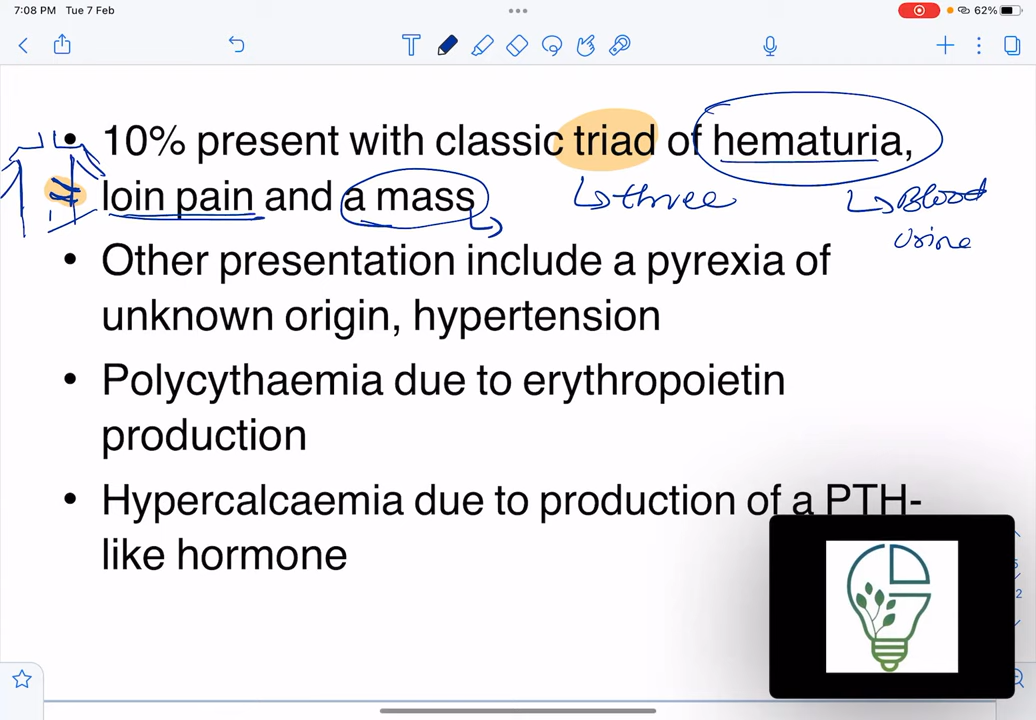 7:08 PM Tue 7 Feb
62%
T
• 10% present with classic triad of hematuria,
loin pain and a mass
three
Blood
Urine
• Other presentation include a pyrexia of
unknown origin, hypertension
• Polycythaemia due to erythropoietin
production
• Hypercalcaemia due to production of a PTH-
like hormone